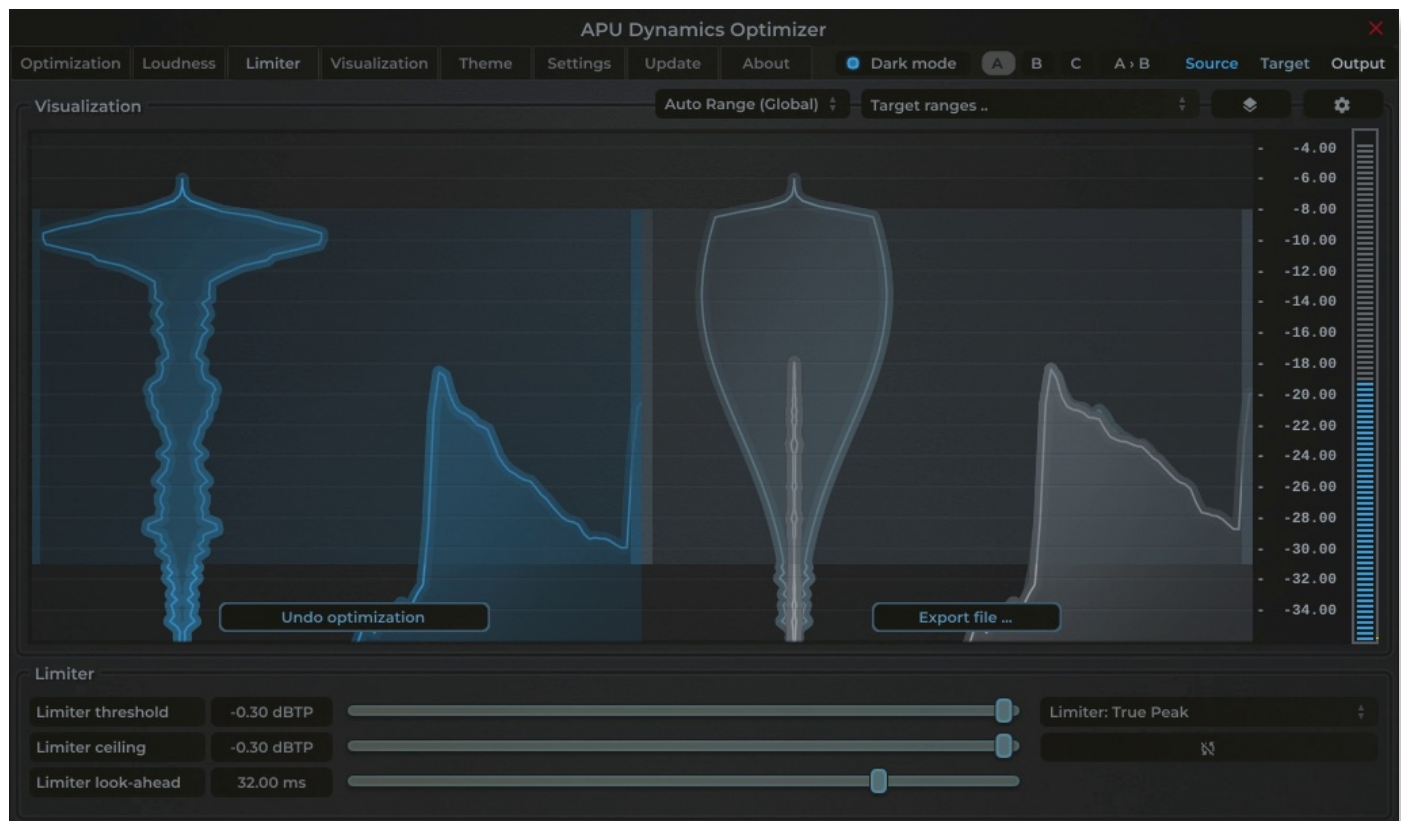 APU Dynamics Optimizer
Optimization Loudness Limiter Visualization Theme Settings Update About Dark mode A B C A › B Source Target Output
Visualization Auto Range (Global) Target ranges ..
- -4.00
- -6.00
- -8.00
- -10.00
- -12.00
- -14.00
- -16.00
- -18.00
- -20.00
- -22.00
- -24.00
- -26.00
- -28.00
- -30.00
- -32.00
- -34.00
Undo optimization Export file ...
Limiter
Limiter threshold -0.30 dBTP Limiter: True Peak
Limiter ceiling -0.30 dBTP
Limiter look-ahead 32.00 ms